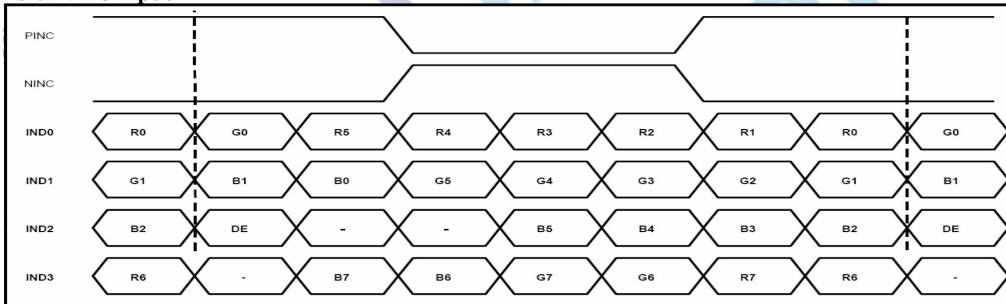 PINC
NINC
IND0 R0 G0 R5 R4 R3 R2 R1 R0 G0
IND1 G1 B1 B0 G5 G4 G3 G2 G1 B1
IND2 B2 DE - - B5 B4 B3 B2 DE
IND3 R6 - B7 B6 G7 G6 R7 R6 -